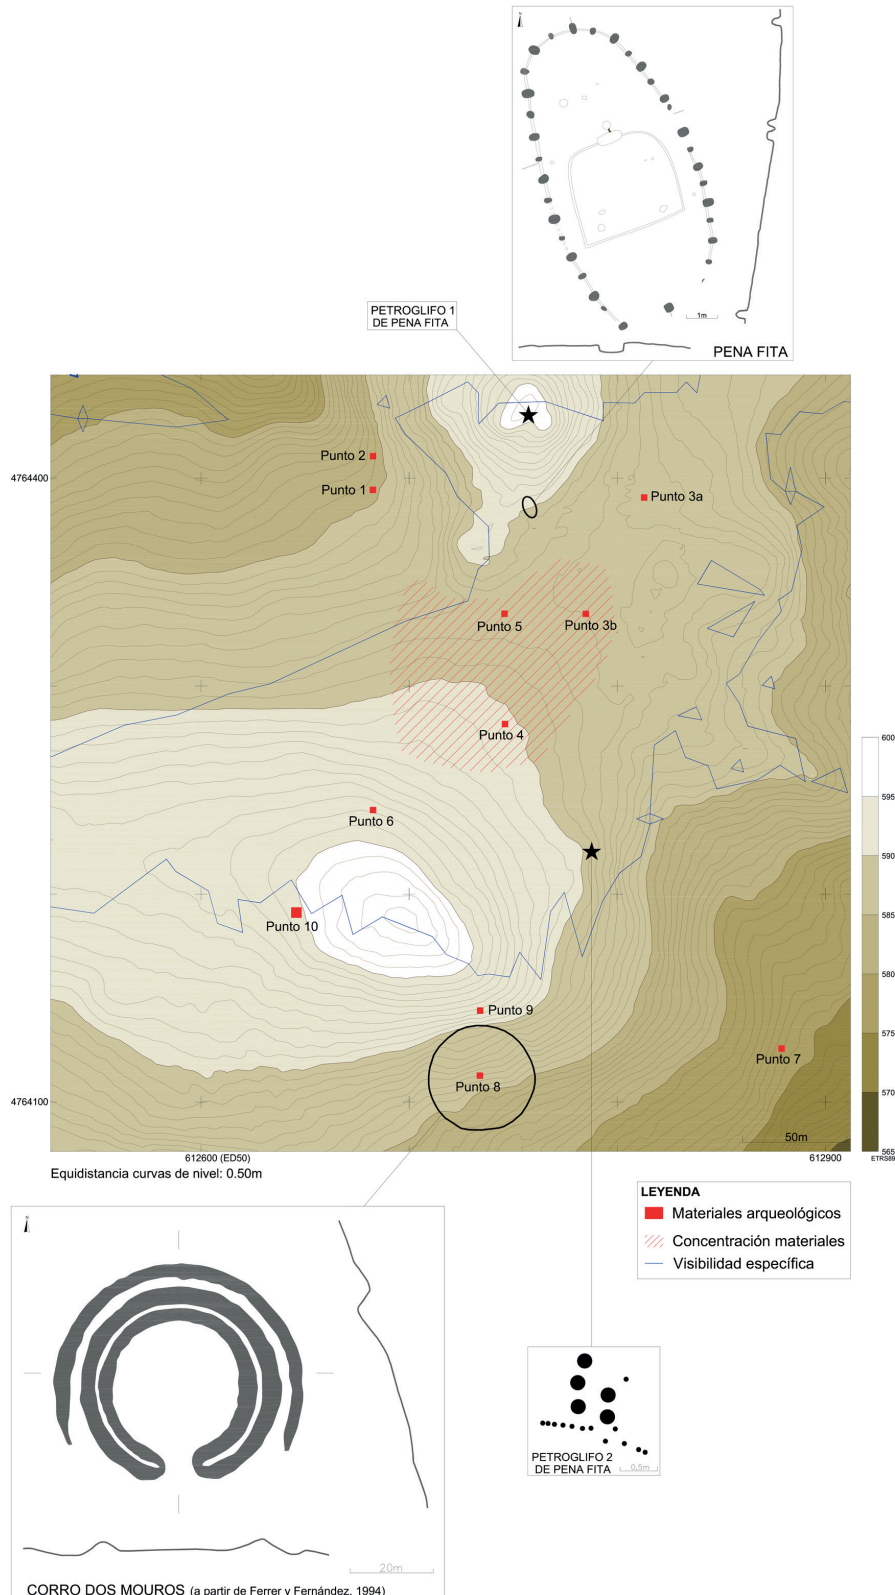 N
1m
PENA FITA
PETROGLIFO 1
DE PENA FITA
Punto 2
4764400
Punto 1
Punto 3a
Punto 5
Punto 3b
Punto 4
600
595
Punto 6
590
585
Punto 10
580
Punto 9
575
Punto 7
Punto 8
570
4764100
50m
565
612600 (ED50)
612900
ETRS89
Equidistancia curvas de nivel: 0.50m
LEYENDA
Materiales arqueológicos
Concentración materiales
Visibilidad específica
N
PETROGLIFO 2
DE PENA FITA
0,5m
20m
CORRO DOS MOUROS (a partir de Ferrer y Fernández, 1994)